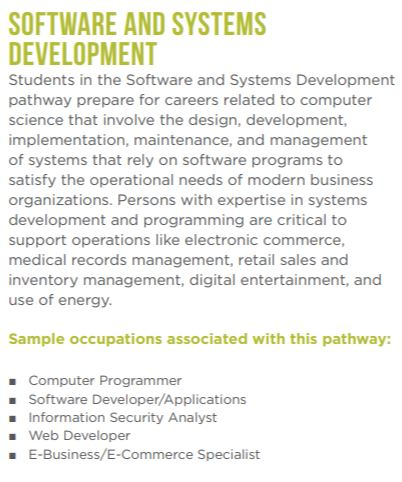 SOFTWARE AND SYSTEMS
DEVELOPMENT
Students in the Software and Systems Development
pathway prepare for careers related to computer
science that involve the design, development,
implementation, maintenance, and management
of systems that rely on software programs to
satisfy the operational needs of modern business
organizations. Persons with expertise in systems
development and programming are critical to
support operations like electronic commerce,
medical records management, retail sales and
inventory management, digital entertainment, and
use of energy.
Sample occupations associated with this pathway:
▪ Computer Programmer
▪ Software Developer/Applications
▪ Information Security Analyst
▪ Web Developer
▪ E-Business/E-Commerce Specialist